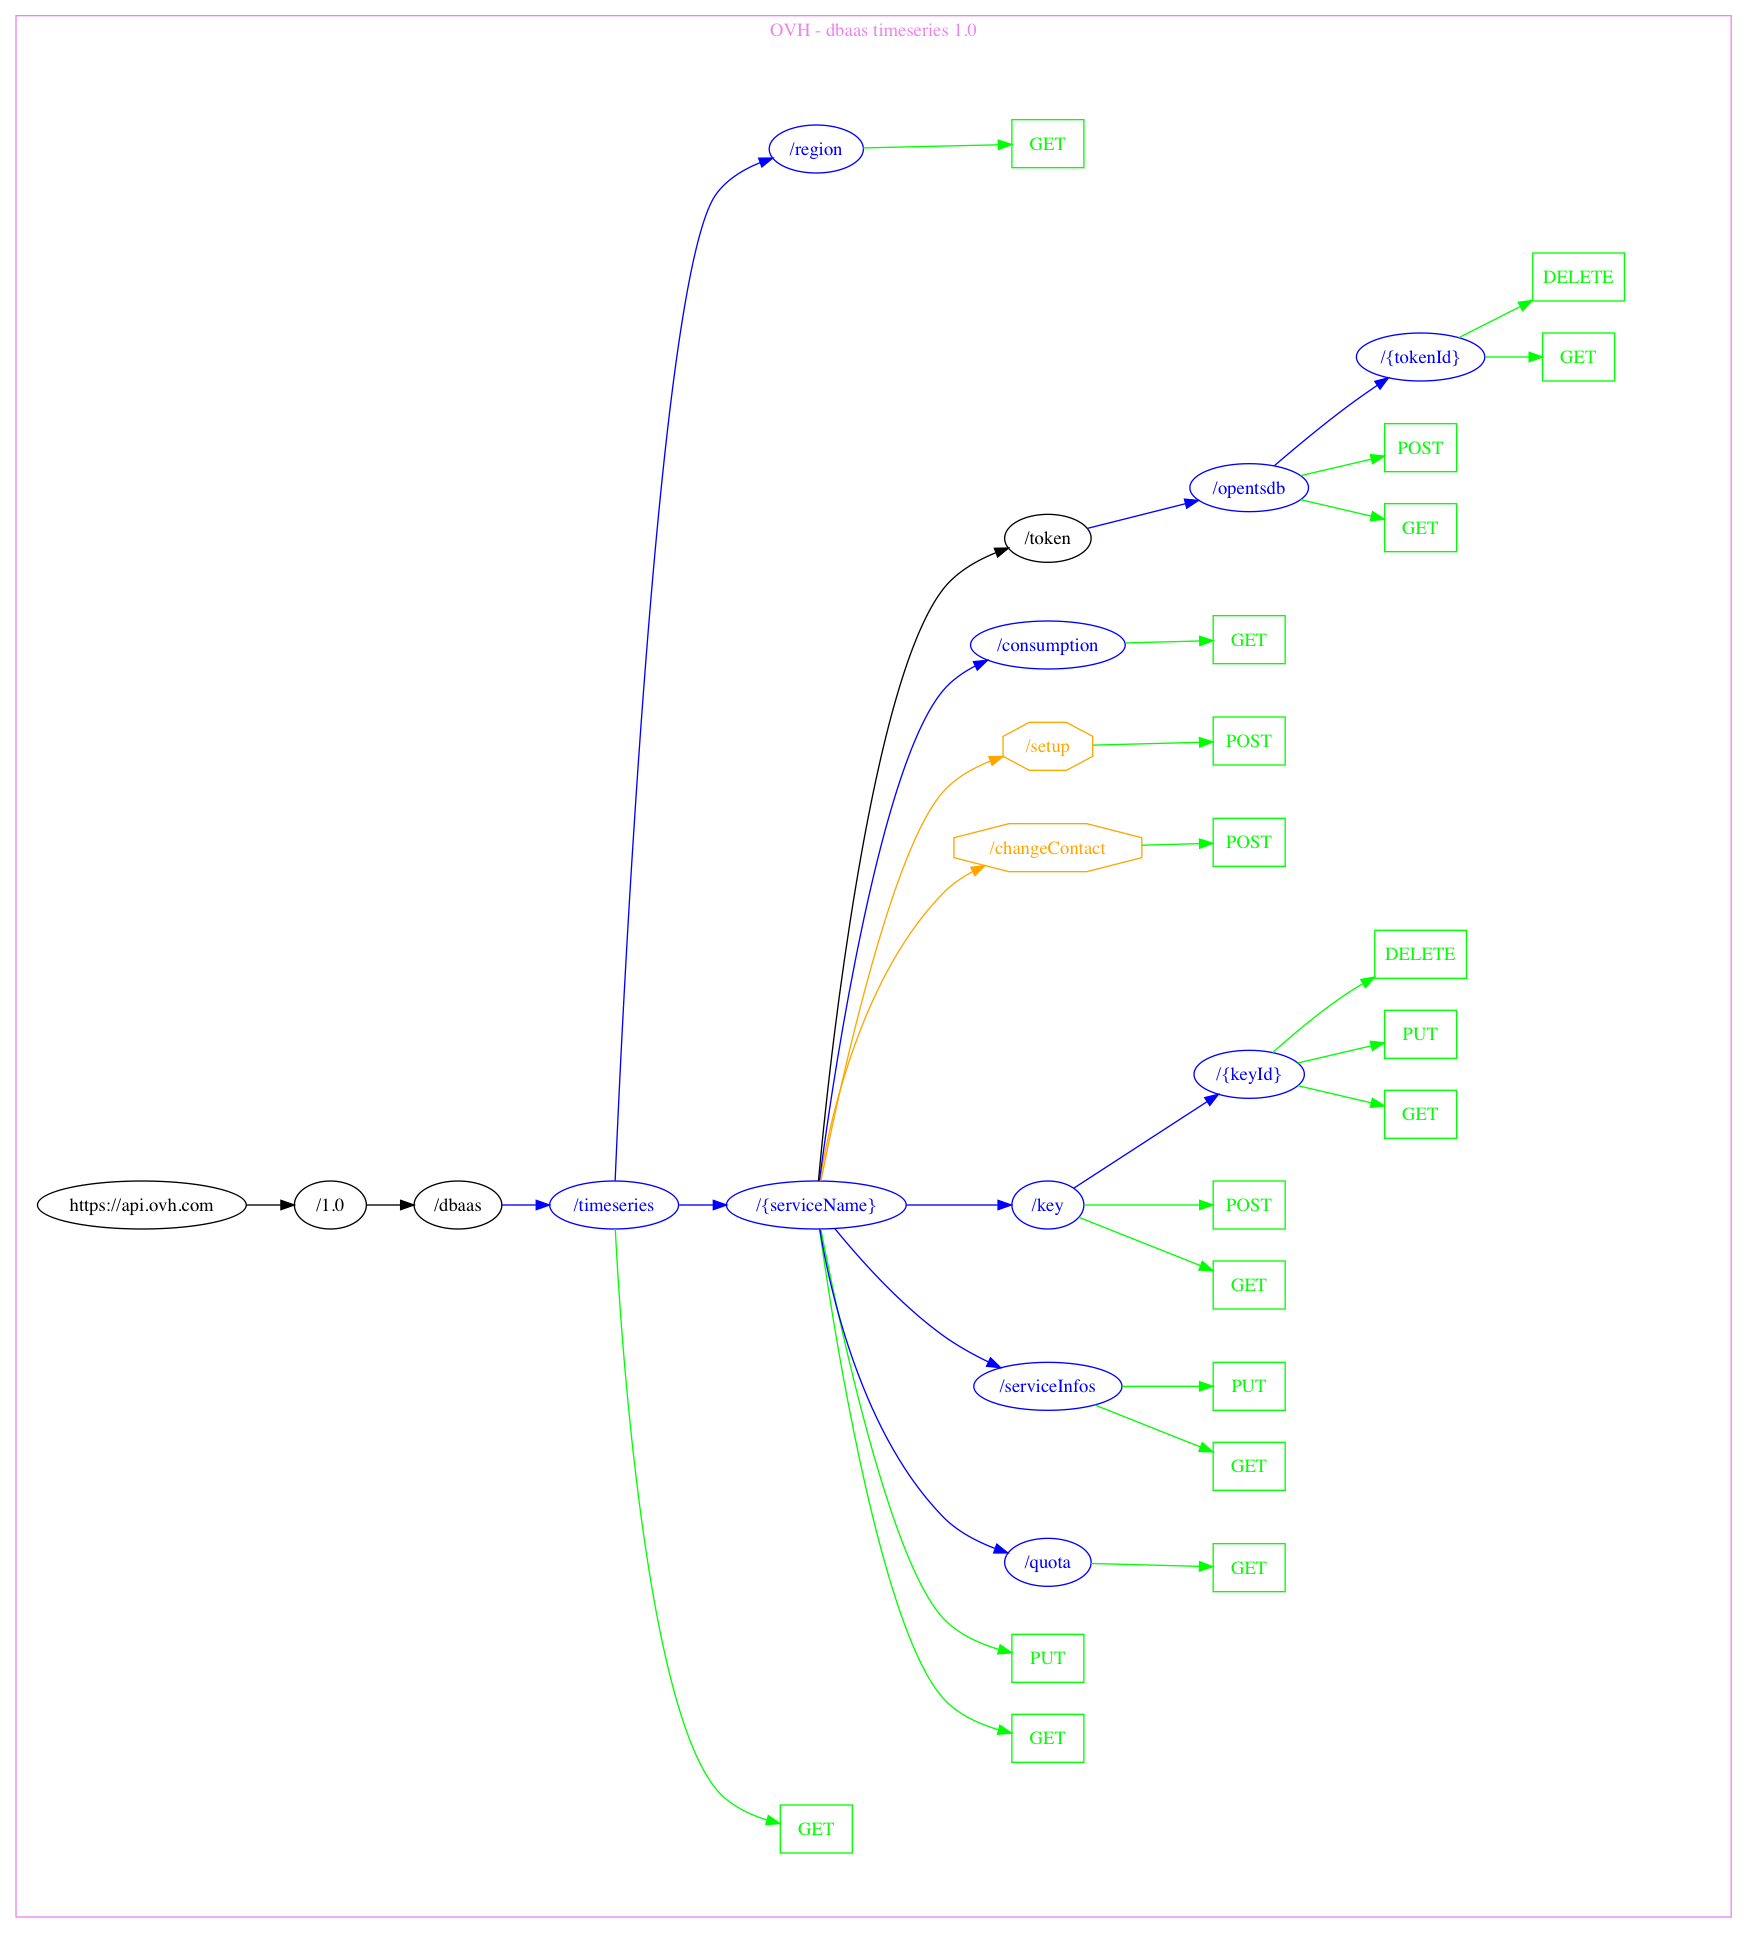 OVH - dbaas timeseries 1.0
/region
GET
DELETE
/{tokenId}
GET
POST
/opentsdb
GET
/token
/consumption
GET
/setup
POST
/changeContact
POST
DELETE
PUT
/{keyId}
GET
https://api.ovh.com
/1.0
/dbaas
/timeseries
/{serviceName}
/key
POST
GET
/serviceInfos
PUT
GET
/quota
GET
PUT
GET
GET